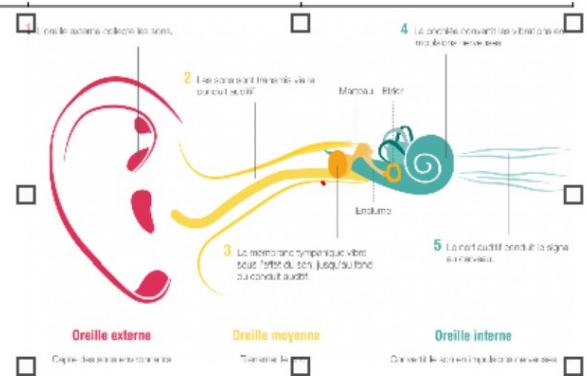 1 L'oreille externe collecte les sons.
2 Les sons sont transmis via le
conduit auditif.
Marteau Etrier
4 La cochlée convertit les vibrations en
impulsions nerveuses
Enclume
3 La membrane tympanique vibre
sous l'effet du son, jusqu'au fond
du conduit auditif.
5 Le nerf auditif conduit le signal
au cerveau.
Oreille externe
Capte des sons environnants
Oreille moyenne
Transmet le
Oreille interne
Convertit le son en impulsions nerveuses